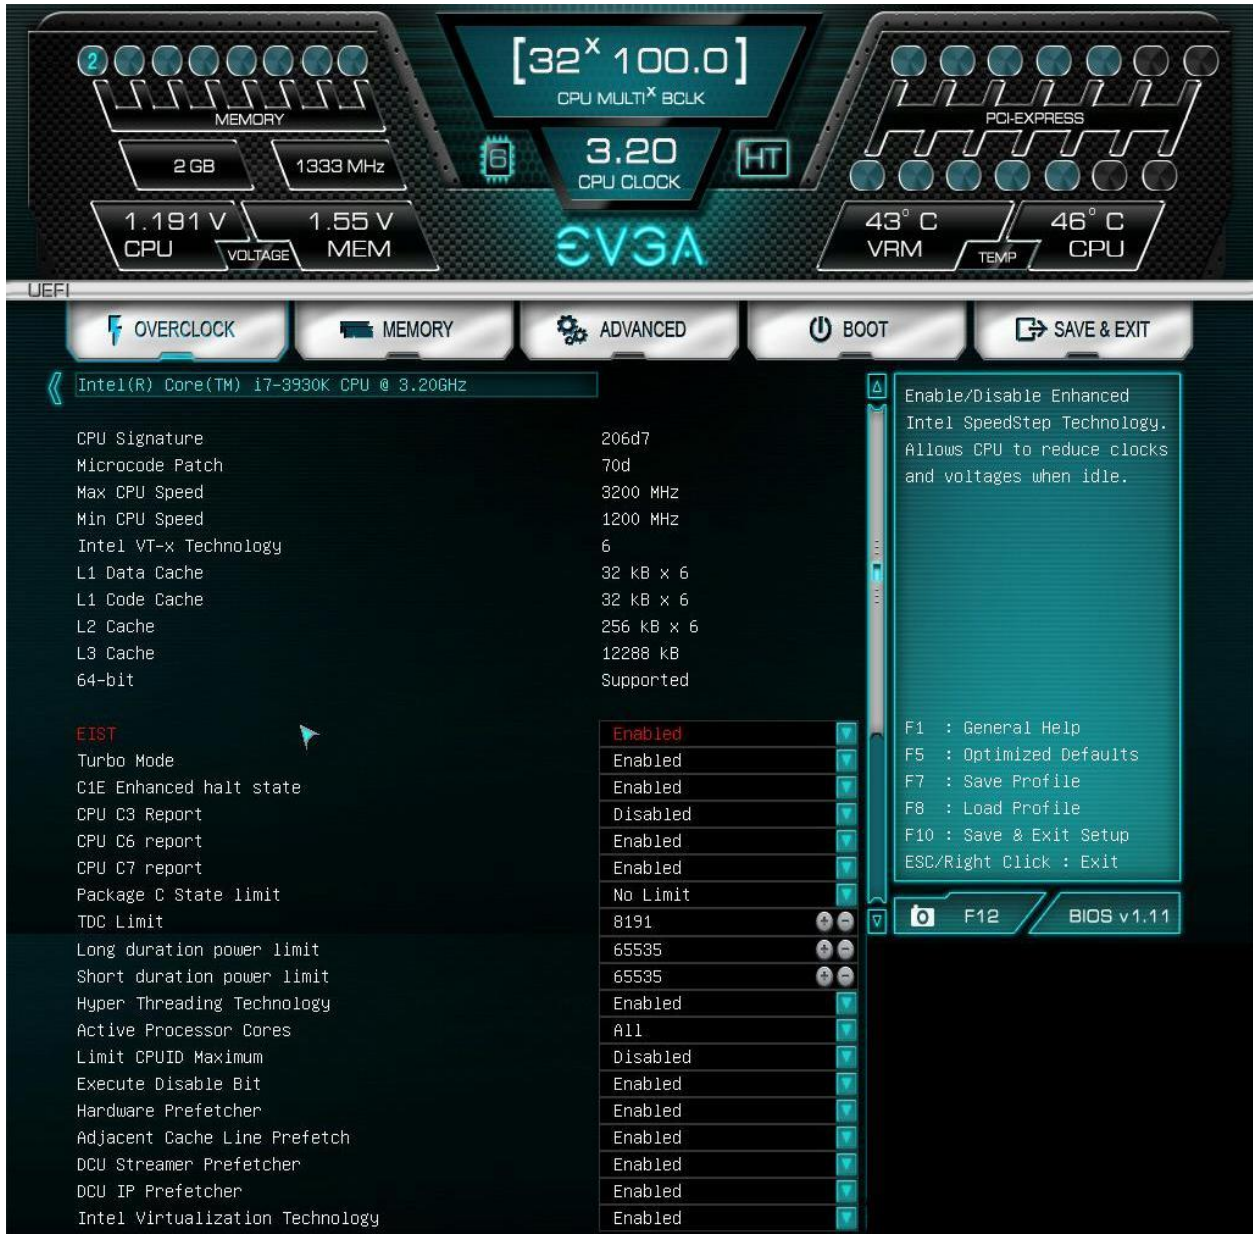 [32x 100.0]
CPU MULTIX BCLK
2
MEMORY
PCI-EXPRESS
2 GB
1333 MHz
6
3.20
CPU CLOCK
HT
1.191 V
CPU
VOLTAGE
1.55 V
MEM
EVGA
43° C
VRM
TEMP
46° C
CPU
UEFI
OVERCLOCK
MEMORY
ADVANCED
BOOT
SAVE & EXIT
Intel(R) Core(TM) i7-3930K CPU @ 3.20GHz
CPU Signature 206d7
Microcode Patch 70d
Max CPU Speed 3200 MHz
Min CPU Speed 1200 MHz
Intel VT-x Technology 6
L1 Data Cache 32 kB x 6
L1 Code Cache 32 kB x 6
L2 Cache 256 kB x 6
L3 Cache 12288 kB
64-bit Supported
EIST Enabled
Turbo Mode Enabled
C1E Enhanced halt state Enabled
CPU C3 Report Disabled
CPU C6 report Enabled
CPU C7 report Enabled
Package C State limit No Limit
TDC Limit 8191
Long duration power limit 65535
Short duration power limit 65535
Hyper Threading Technology Enabled
Active Processor Cores All
Limit CPUID Maximum Disabled
Execute Disable Bit Enabled
Hardware Prefetcher Enabled
Adjacent Cache Line Prefetch Enabled
DCU Streamer Prefetcher Enabled
DCU IP Prefetcher Enabled
Intel Virtualization Technology Enabled
Enable/Disable Enhanced
Intel SpeedStep Technology.
Allows CPU to reduce clocks
and voltages when idle.
F1 : General Help
F5 : Optimized Defaults
F7 : Save Profile
F8 : Load Profile
F10 : Save & Exit Setup
ESC/Right Click : Exit
F12
BIOS v1.11